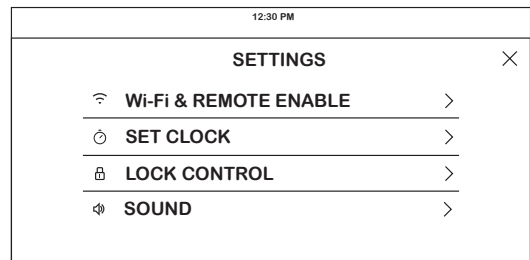 12:30 PM
SETTINGS
Wi-Fi & REMOTE ENABLE
SET CLOCK
LOCK CONTROL
SOUND